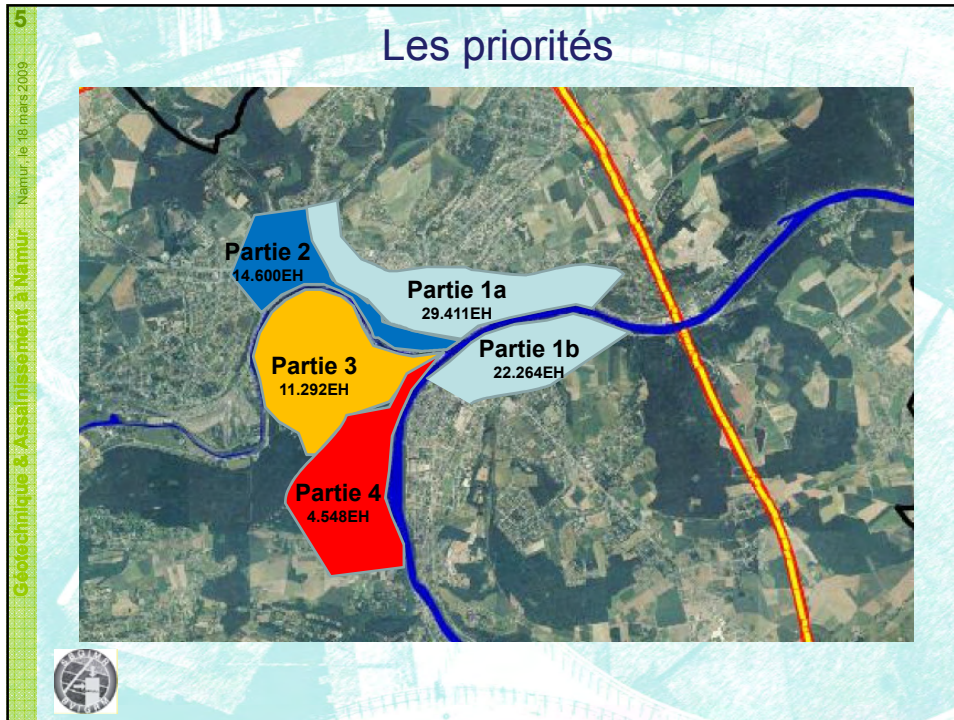 5
Les priorités
Namur, le 18 mars 2009
Géotechnique & Assainissement à Namur
Partie 2
14.600EH
Partie 1a
29.411EH
Partie 1b
22.264EH
Partie 3
11.292EH
Partie 4
4.548EH